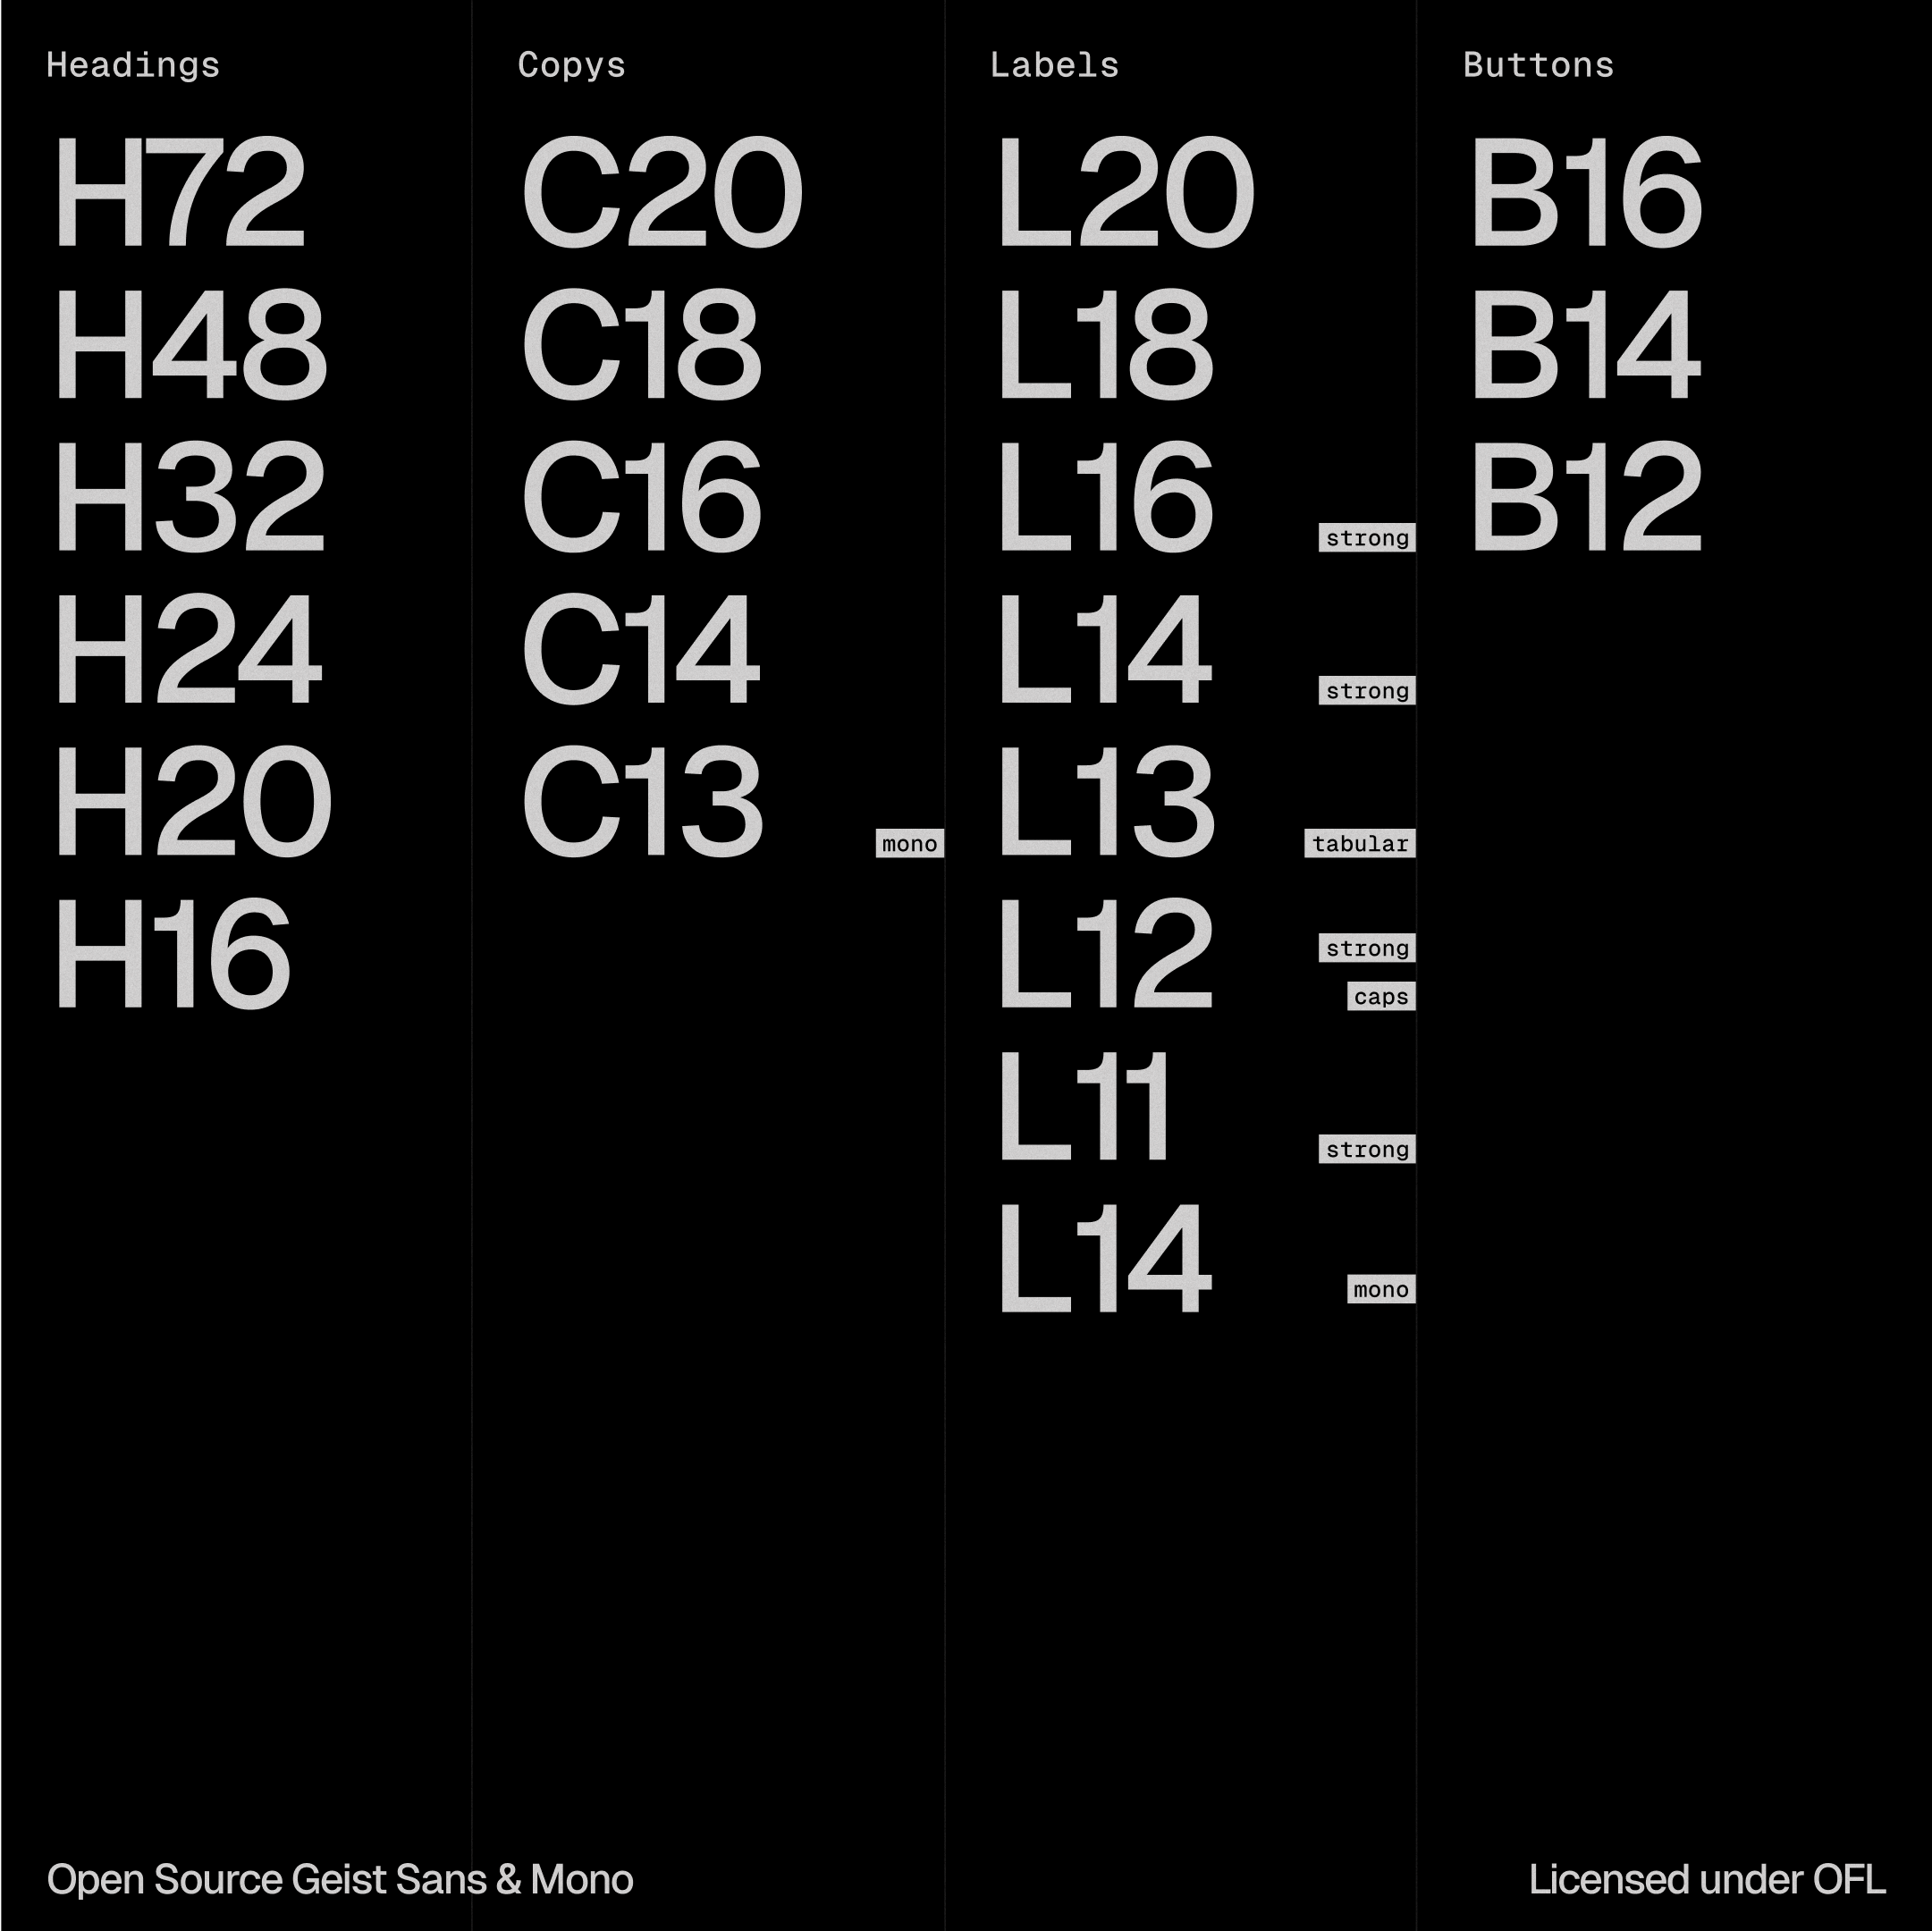 Headings
H72
H48
H32
H24
H20
H16
Copys
C20
C18
C16
C14
C13 mono
Labels
L20
L18
L16 strong
L14 strong
L13 tabular
L12 strong
caps
L11 strong
L14 mono
Buttons
B16
B14
B12
Open Source Geist Sans & Mono
Licensed under OFL